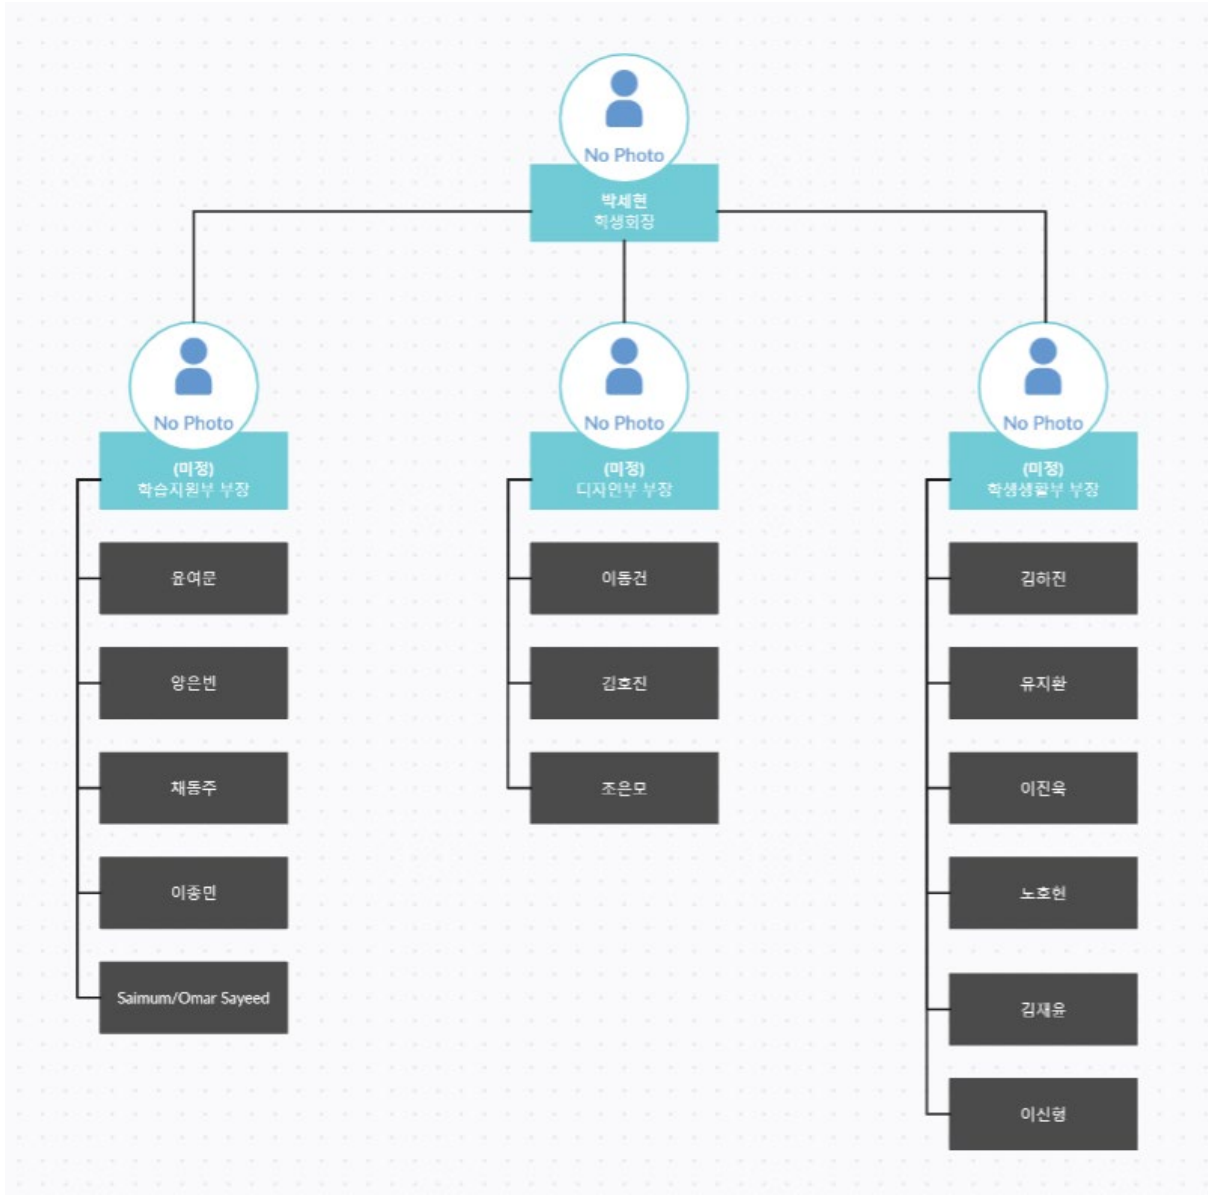 No Photo
박세현
학생회장
No Photo
(미정)
학습지원부 부장
윤여문
양은빈
채동주
이종민
Saimum/Omar Sayeed
No Photo
(미정)
디자인부 부장
이동건
김호진
조은모
No Photo
(미정)
학생생활부 부장
김하진
유지환
이진욱
노호현
김재윤
이신형